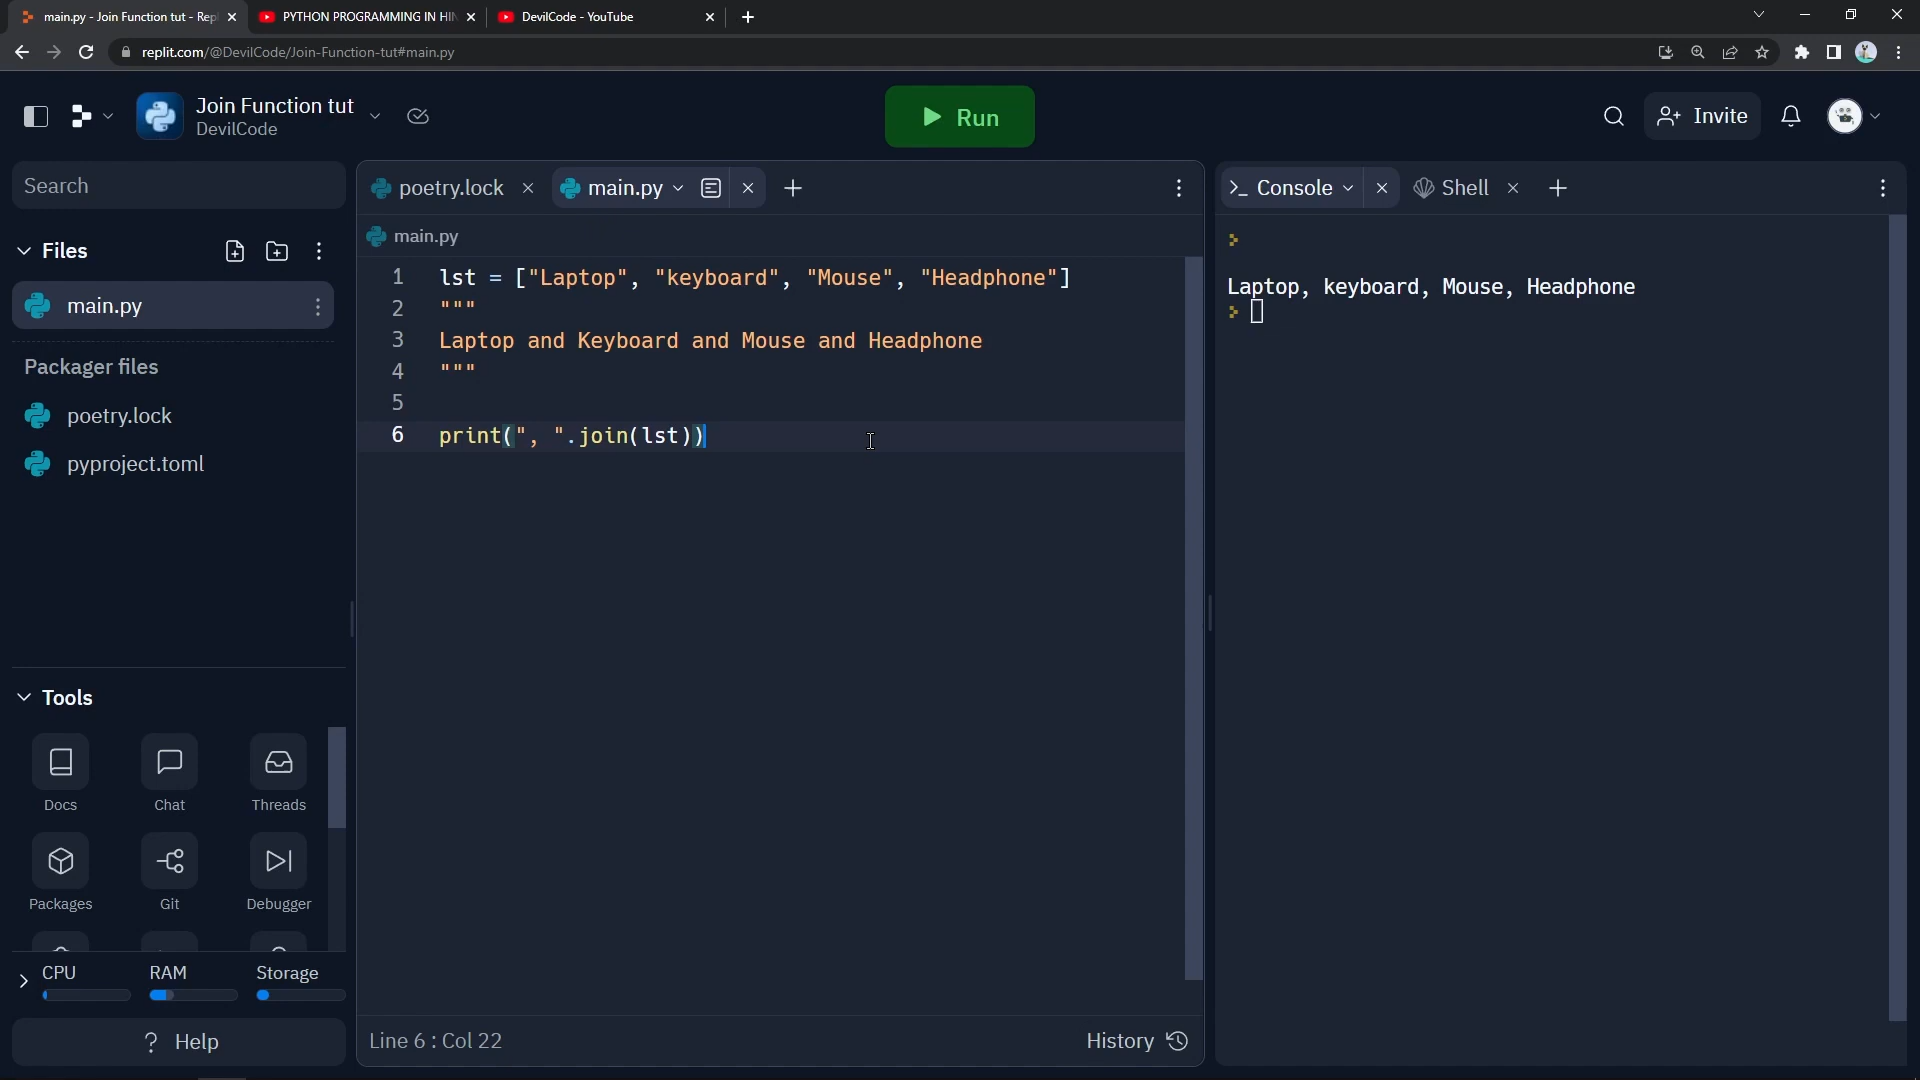 main.py - Join Function tut - Repl
PYTHON PROGRAMMING IN HIN
DevilCode - YouTube
replit.com/@DevilCode/Join-Function-tut#main.py
Join Function tut
DevilCode
Run
Invite
Search
Files
main.py
Packager files
poetry.lock
pyproject.toml
Tools
Docs
Chat
Threads
Packages
Git
Debugger
CPU
RAM
Storage
? Help
poetry.lock
main.py
main.py
1 lst = ["Laptop", "keyboard", "Mouse", "Headphone"]
2 """
3 Laptop and Keyboard and Mouse and Headphone
4 """
5
6 print(", ".join(lst))
Line 6 : Col 22
History
Console
Shell
Laptop, keyboard, Mouse, Headphone